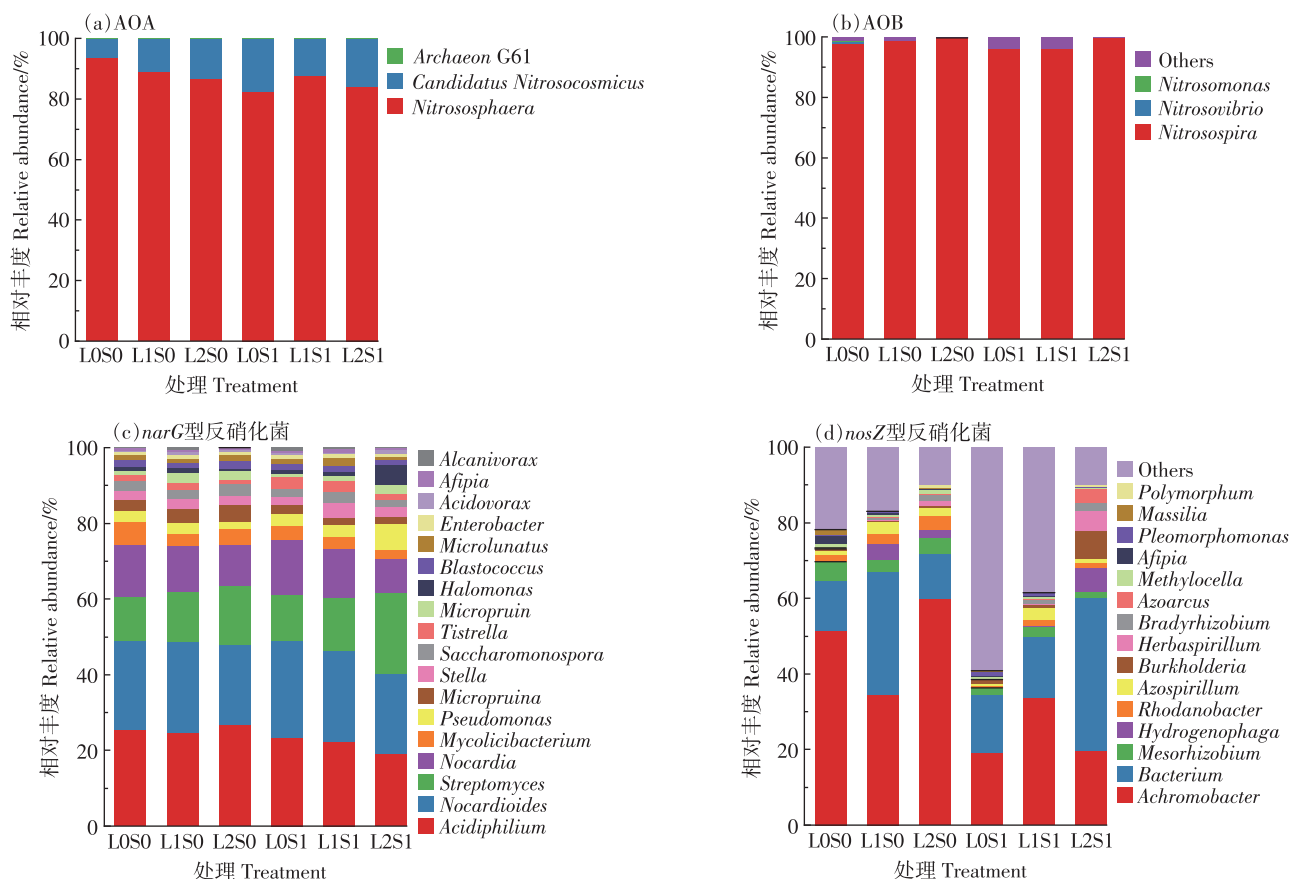 (a)AOA
相对丰度 Relative abundance/%
100
80
60
40
20
0
L0S0 L1S0 L2S0 L0S1 L1S1 L2S1
处理 Treatment
Archaeon G61
Candidatus Nitrosocosmicus
Nitrososphaera
(b)AOB
相对丰度 Relative abundance/%
100
80
60
40
20
0
L0S0 L1S0 L2S0 L0S1 L1S1 L2S1
处理 Treatment
Others
Nitrosomonas
Nitrosovibrio
Nitrosospira
(c)narG型反硝化菌
相对丰度 Relative abundance/%
100
80
60
40
20
0
L0S0 L1S0 L2S0 L0S1 L1S1 L2S1
处理 Treatment
Alcanivorax
Afipia
Acidovorax
Enterobacter
Microlunatus
Blastococcus
Halomonas
Micropruin
Tistrella
Saccharomonospora
Stella
Micropruina
Pseudomonas
Mycolicibacterium
Nocardia
Streptomyces
Nocardioides
Acidiphilium
(d)nosZ型反硝化菌
相对丰度 Relative abundance/%
100
80
60
40
20
0
L0S0 L1S0 L2S0 L0S1 L1S1 L2S1
处理 Treatment
Others
Polymorphum
Massilia
Pleomorphomonas
Afipia
Methylocella
Azoarcus
Bradyrhizobium
Herbaspirillum
Burkholderia
Azospirillum
Rhodanobacter
Hydrogenophaga
Mesorhizobium
Bacterium
Achromobacter